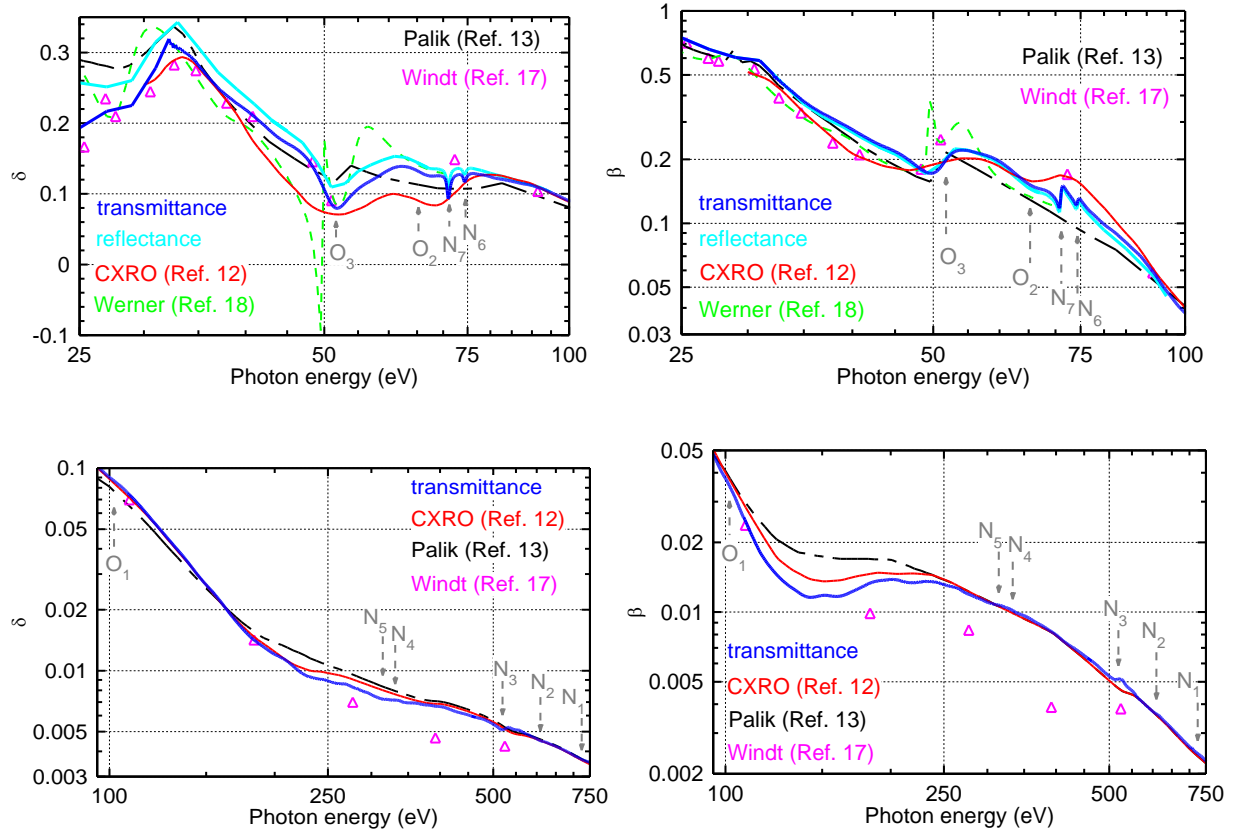 Palik (Ref. 13)
Windt (Ref. 17)
0.3
0.2
0.1
0
-0.1
δ
transmittance
reflectance
CXRO (Ref. 12)
Werner (Ref. 18)
O3
O2
N7
N6
25
50
75
100
Photon energy (eV)
Palik (Ref. 13)
Windt (Ref. 17)
1
0.5
0.2
0.1
0.05
0.03
β
transmittance
reflectance
CXRO (Ref. 12)
Werner (Ref. 18)
O3
O2
N7
N6
25
50
75
100
Photon energy (eV)
0.1
0.05
0.02
0.01
0.005
0.003
δ
transmittance
CXRO (Ref. 12)
Palik (Ref. 13)
Windt (Ref. 17)
O1
N5
N4
N3
N2
N1
100
250
500
750
Photon energy (eV)
0.05
0.02
0.01
0.005
0.002
β
O1
N5
N4
N3
N2
N1
transmittance
CXRO (Ref. 12)
Palik (Ref. 13)
Windt (Ref. 17)
100
250
500
750
Photon energy (eV)